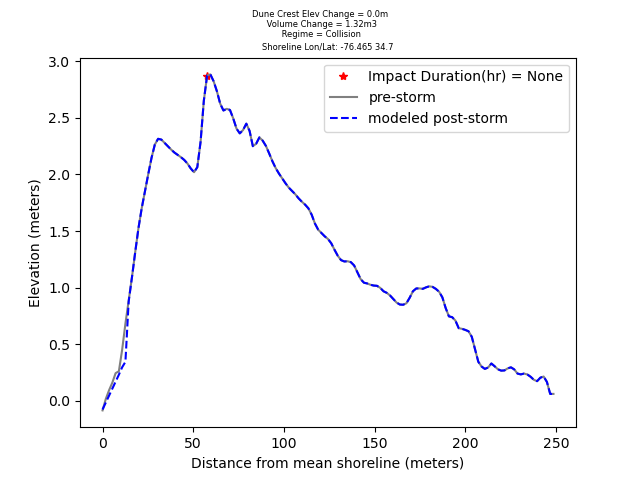 Dune Crest Elev Change = 0.0m
Volume Change = 1.32m3
Regime = Collision
Shoreline Lon/Lat: -76.465 34.7
Impact Duration(hr) = None
pre-storm
modeled post-storm
3.0
2.5
2.0
1.5
1.0
0.5
0.0
Elevation (meters)
0 50 100 150 200 250
Distance from mean shoreline (meters)